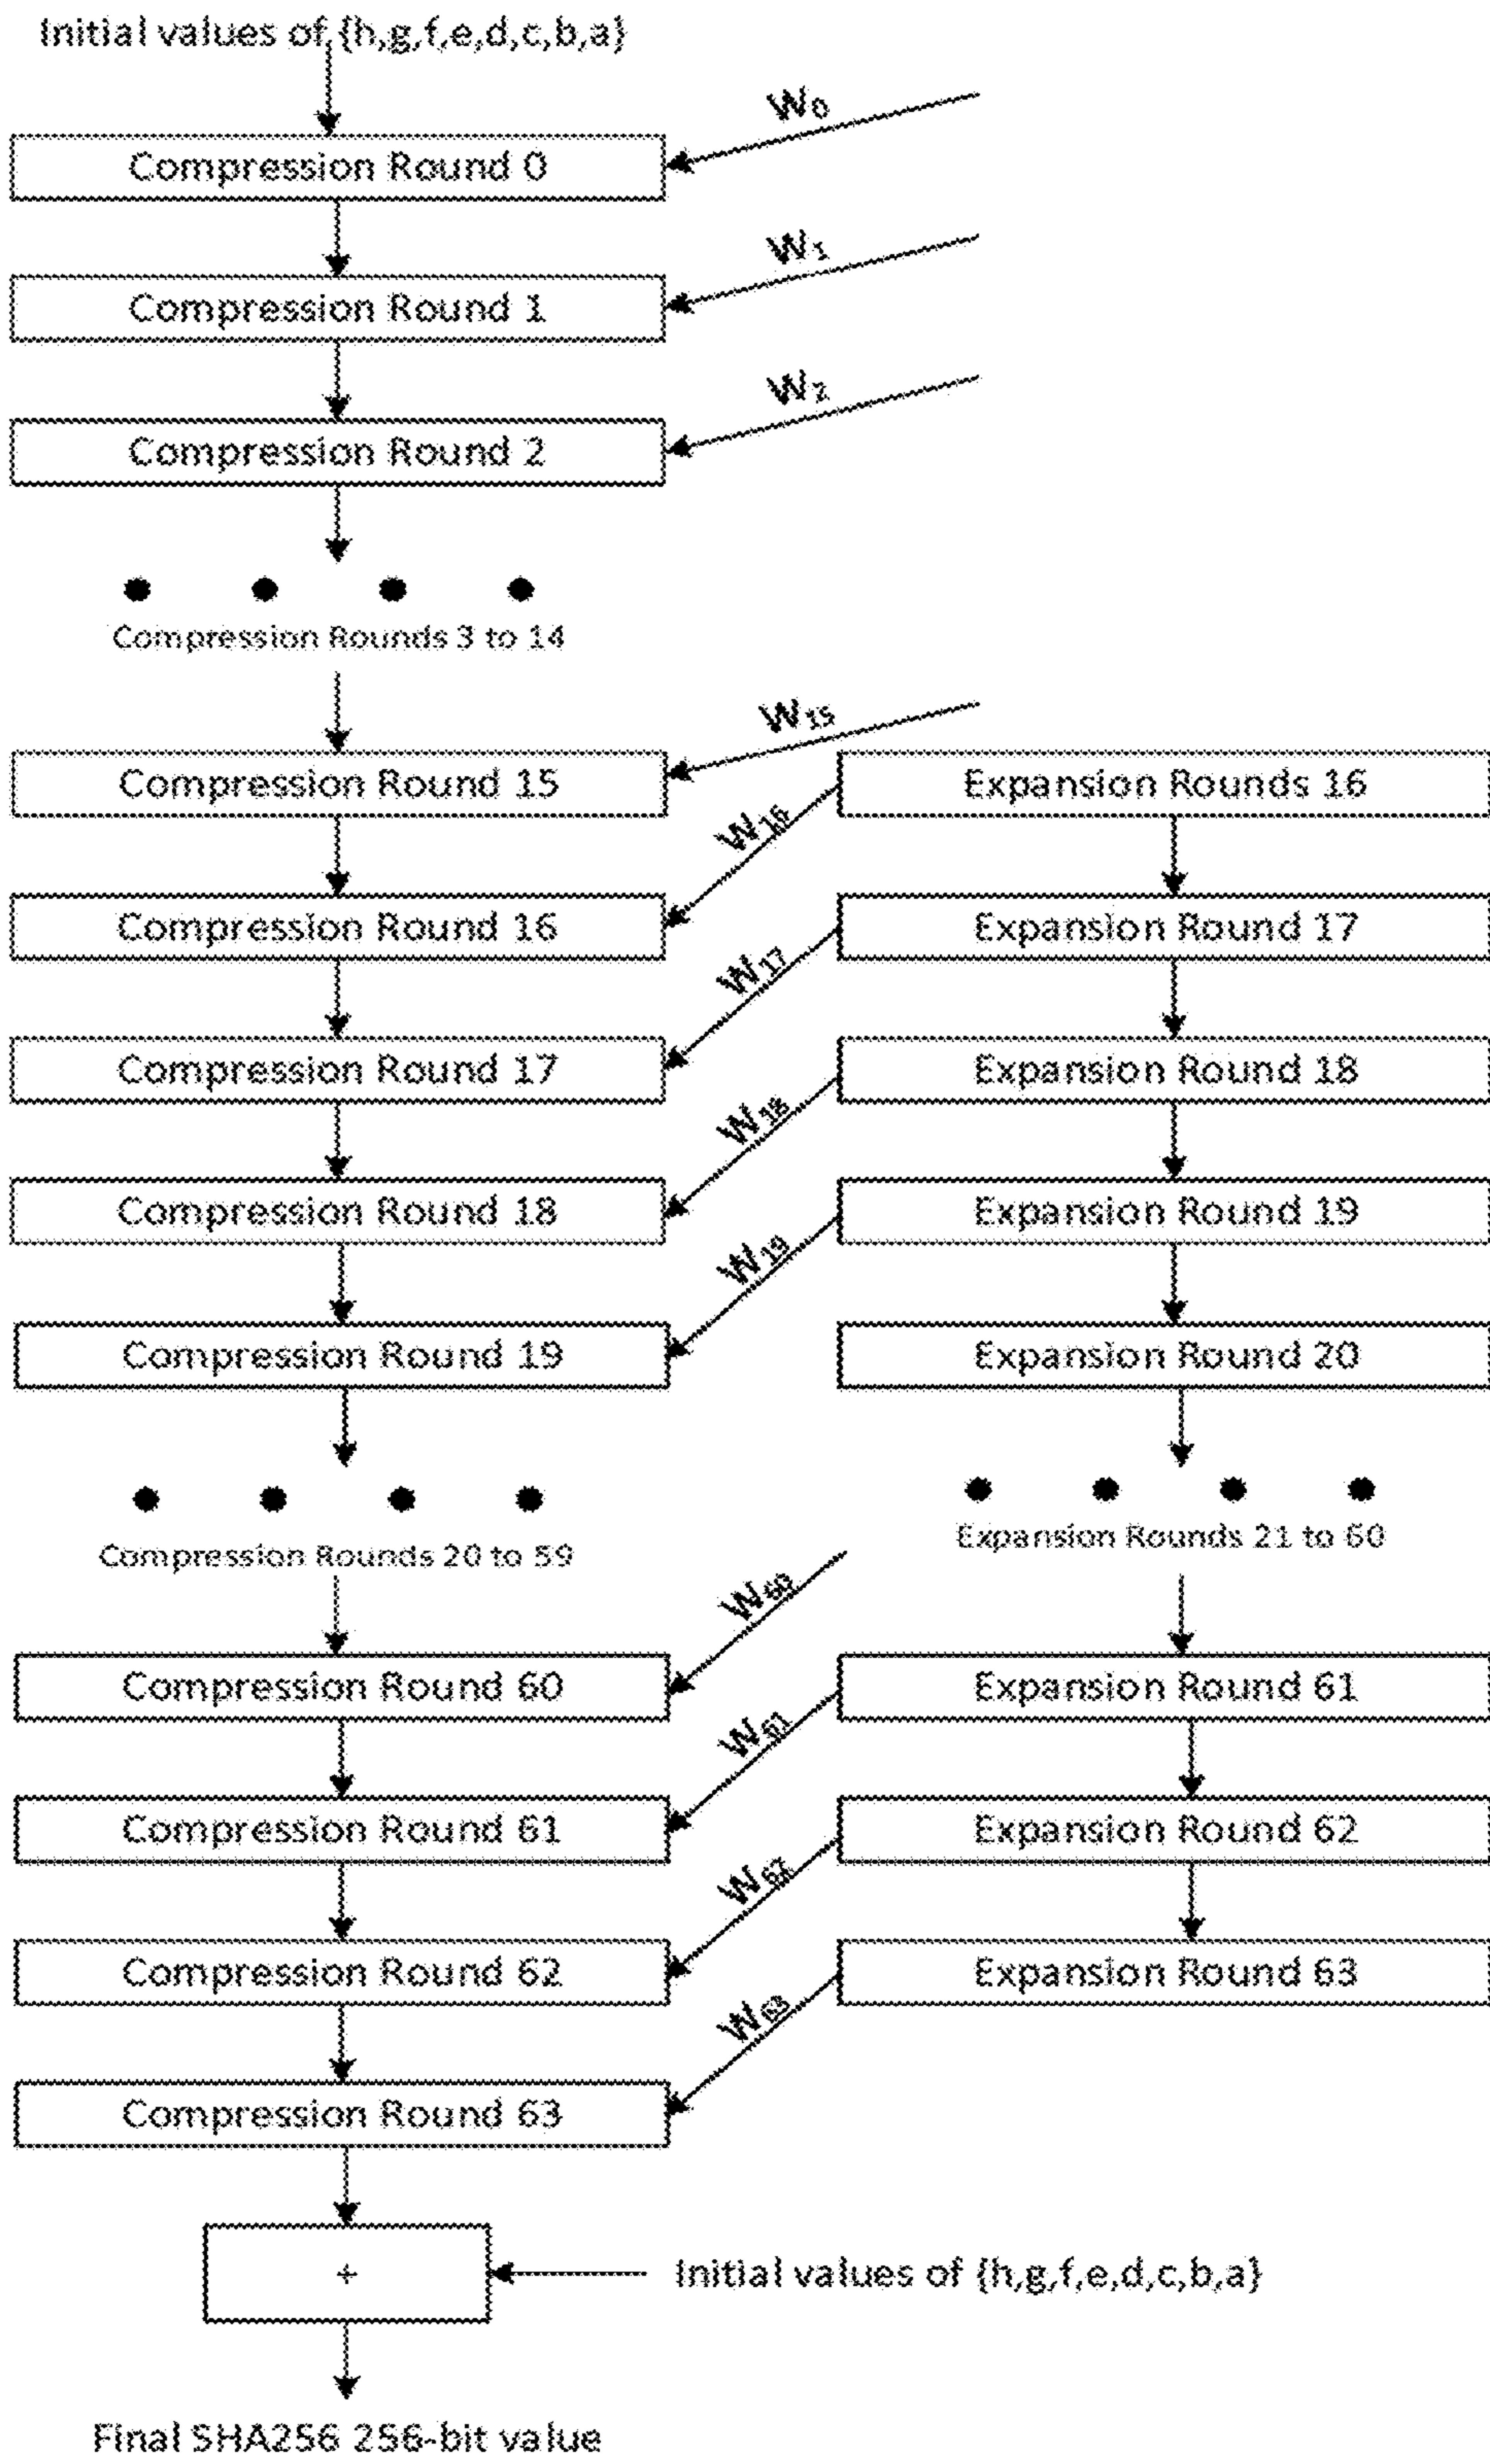 Initial values of {h,g,f,e,d,c,b,a}
W0
Compression Round 0
W1
Compression Round 1
W2
Compression Round 2
Compression Rounds 3 to 14
W15
Compression Round 15
Expansion Rounds 16
W16
Compression Round 16
Expansion Round 17
W17
Compression Round 17
Expansion Round 18
W18
Compression Round 18
Expansion Round 19
W19
Compression Round 19
Expansion Round 20
Compression Rounds 20 to 59
Expansion Rounds 21 to 60
W60
Compression Round 60
Expansion Round 61
W61
Compression Round 61
Expansion Round 62
W62
Compression Round 62
Expansion Round 63
W63
Compression Round 63
+
Initial values of {h,g,f,e,d,c,b,a}
Final SHA256 256-bit value